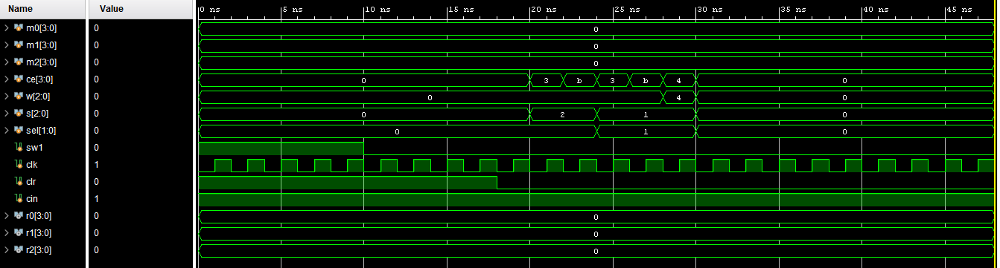 Name Value 0 ns 5 ns 10 ns 15 ns 20 ns 25 ns 30 ns 35 ns 40 ns 45 ns
m0[3:0] 0 0
m1[3:0] 0 0
m2[3:0] 0 0
ce[3:0] 0 0 3 b 3 b 4 0
w[2:0] 0 0 4 0
s[2:0] 0 0 2 1 0
sel[1:0] 0 0 1 0
sw1 0
clk 1
clr 0
cin 1
r0[3:0] 0 0
r1[3:0] 0 0
r2[3:0] 0 0